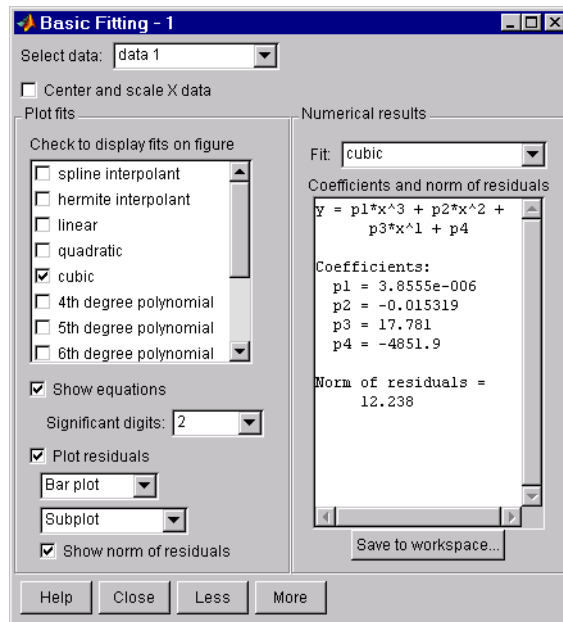 Basic Fitting - 1
Select data: data 1
Center and scale X data
Plot fits
Check to display fits on figure
spline interpolant
hermite interpolant
linear
quadratic
cubic
4th degree polynomial
5th degree polynomial
6th degree polynomial
Show equations
Significant digits: 2
Plot residuals
Bar plot
Subplot
Show norm of residuals
Numerical results
Fit: cubic
Coefficients and norm of residuals
y = p1*x^3 + p2*x^2 +
p3*x^1 + p4
Coefficients:
p1 = 3.8555e-006
p2 = -0.015319
p3 = 17.781
p4 = -4851.9
Norm of residuals =
12.238
Save to workspace...
Help Close Less More